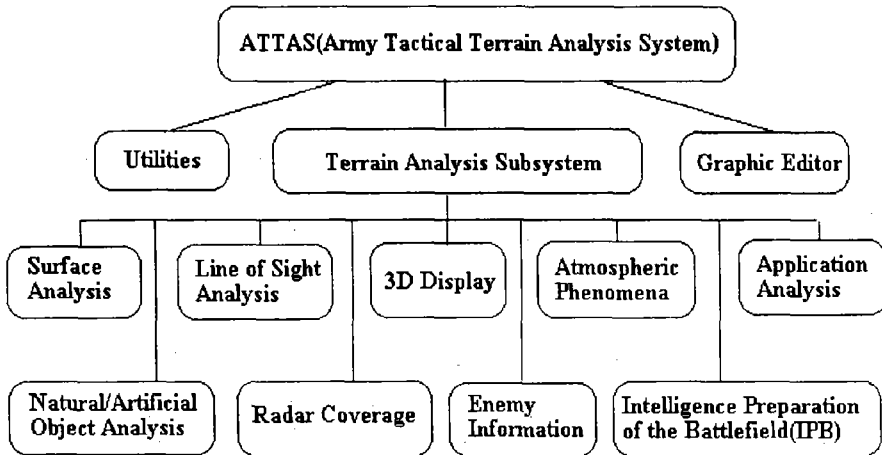 ATTAS(Army Tactical Terrain Analysis System)
Utilities
Terrain Analysis Subsystem
Graphic Editor
Surface
Analysis
Line of Sight
Analysis
3D Display
Atmospheric
Phenomena
Application
Analysis
Natural/Artificial
Object Analysis
Radar Coverage
Enemy
Information
Intelligence Preparation
of the Battlefield(IPB)